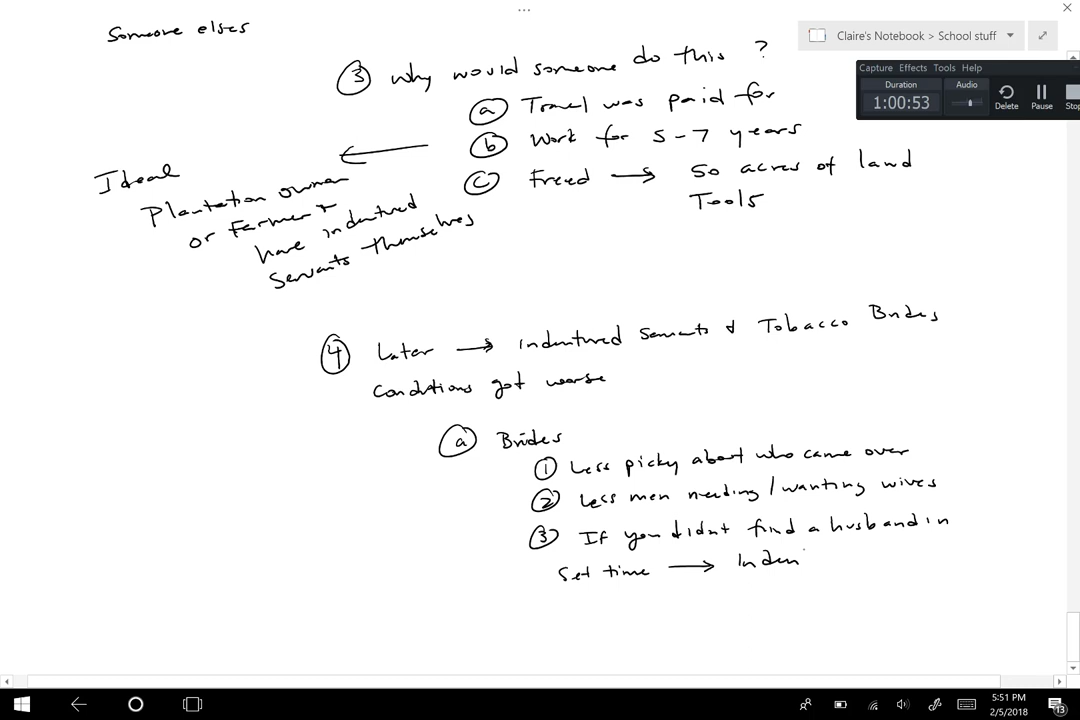 Someone elses
Claire's Notebook > School stuff
③ why would someone do this ?
Capture Effects Tools Help
Duration
Audio
1:00:53
Delete
Pause
Stop
ⓐ Travel was paid for
ⓑ Work for 5-7 years
ⓒ Freed → 50 acres of land
Tools
Ideal
Plantation owner
or Farmer +
have indentured
servants themselves
④ Later → indentured servants & Tobacco Brides
Conditions got worse
ⓐ Brides
① Less picky about who came over
② Less men needing/wanting wives
③ If you didnt find a husband in
set time → Inden
5:51 PM
2/5/2018
13